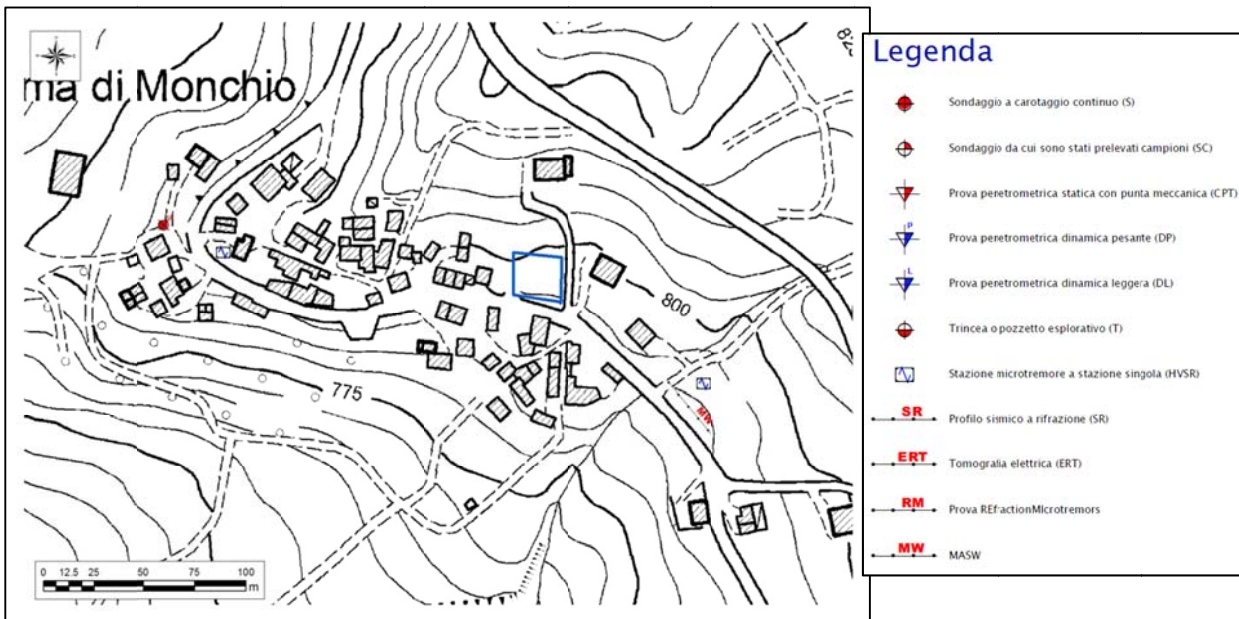 ma di Monchio
800
775
MW
0 12.5 25 50 75 100
m
Legenda
Sondaggio a carotaggio continuo (S)
Sondaggio da cui sono stati prelevati campioni (SC)
Prova peretrometrica statica con punta meccanica (CPT)
P
Prova peretrometrica dinamica pesante (DP)
L
Prova peretrometrica dinamica leggera (DL)
Trincea o pozzetto esplorativo (T)
Stazione microtremore a stazione singola (HVSR)
SR
Profilo sismico a rifrazione (SR)
ERT
Tomografia elettrica (ERT)
RM
Prova REfractionMicrotremors
MW
MASW